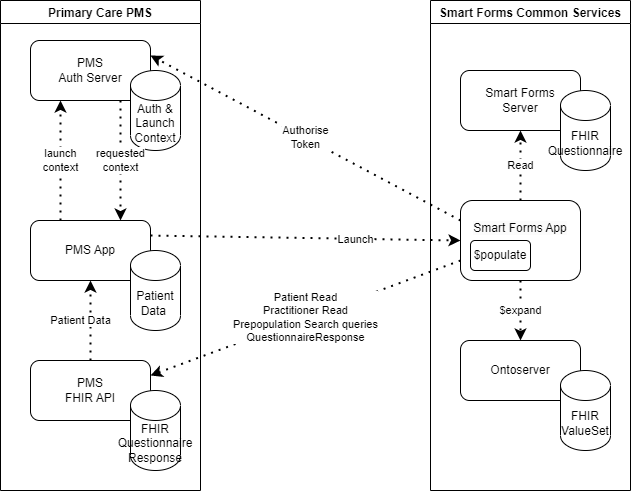 Primary Care PMS
Smart Forms Common Services
PMS
Auth Server
Auth &
Launch
Context
launch
context
requested
context
PMS App
Patient
Data
Patient Data
PMS
FHIR API
FHIR
Questionnaire
Response
Authorise
Token
Launch
Patient Read
Practitioner Read
Prepopulation Search queries
QuestionnaireResponse
Smart Forms
Server
FHIR
Questionnaire
Read
Smart Forms App
$populate
$expand
Ontoserver
FHIR
ValueSet